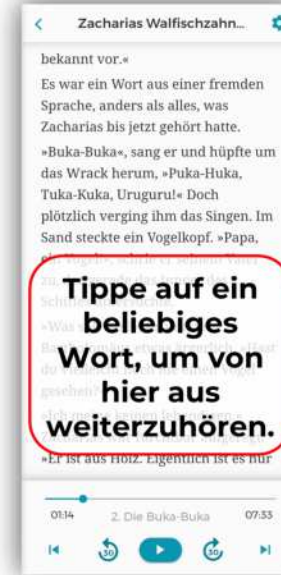 Zacharias Walfischzahn...
bekannt vor.«
Es war ein Wort aus einer fremden
Sprache, anders als alles, was
Zacharias bis jetzt gehört hatte.
»Buka-Buka«, sang er und hüpfte um
das Wrack herum, »Puka-Huka,
Tuka-Kuka, Uruguru!« Doch
plötzlich verging ihm das Singen. Im
Sand steckte ein Vogelkopf. »Papa,
Tippe auf ein
beliebiges
Wort, um von
hier aus
weiterzuhören.
»Er ist aus Holz. Eigentlich ist es nur
01:14 2. Die Buka-Buka 07:33
30 30